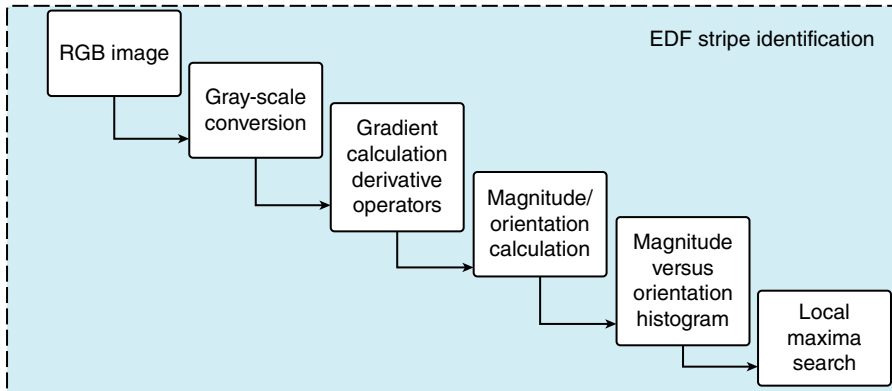 EDF stripe identification
RGB image
Gray-scale
conversion
Gradient
calculation
derivative
operators
Magnitude/
orientation
calculation
Magnitude
versus
orientation
histogram
Local
maxima
search